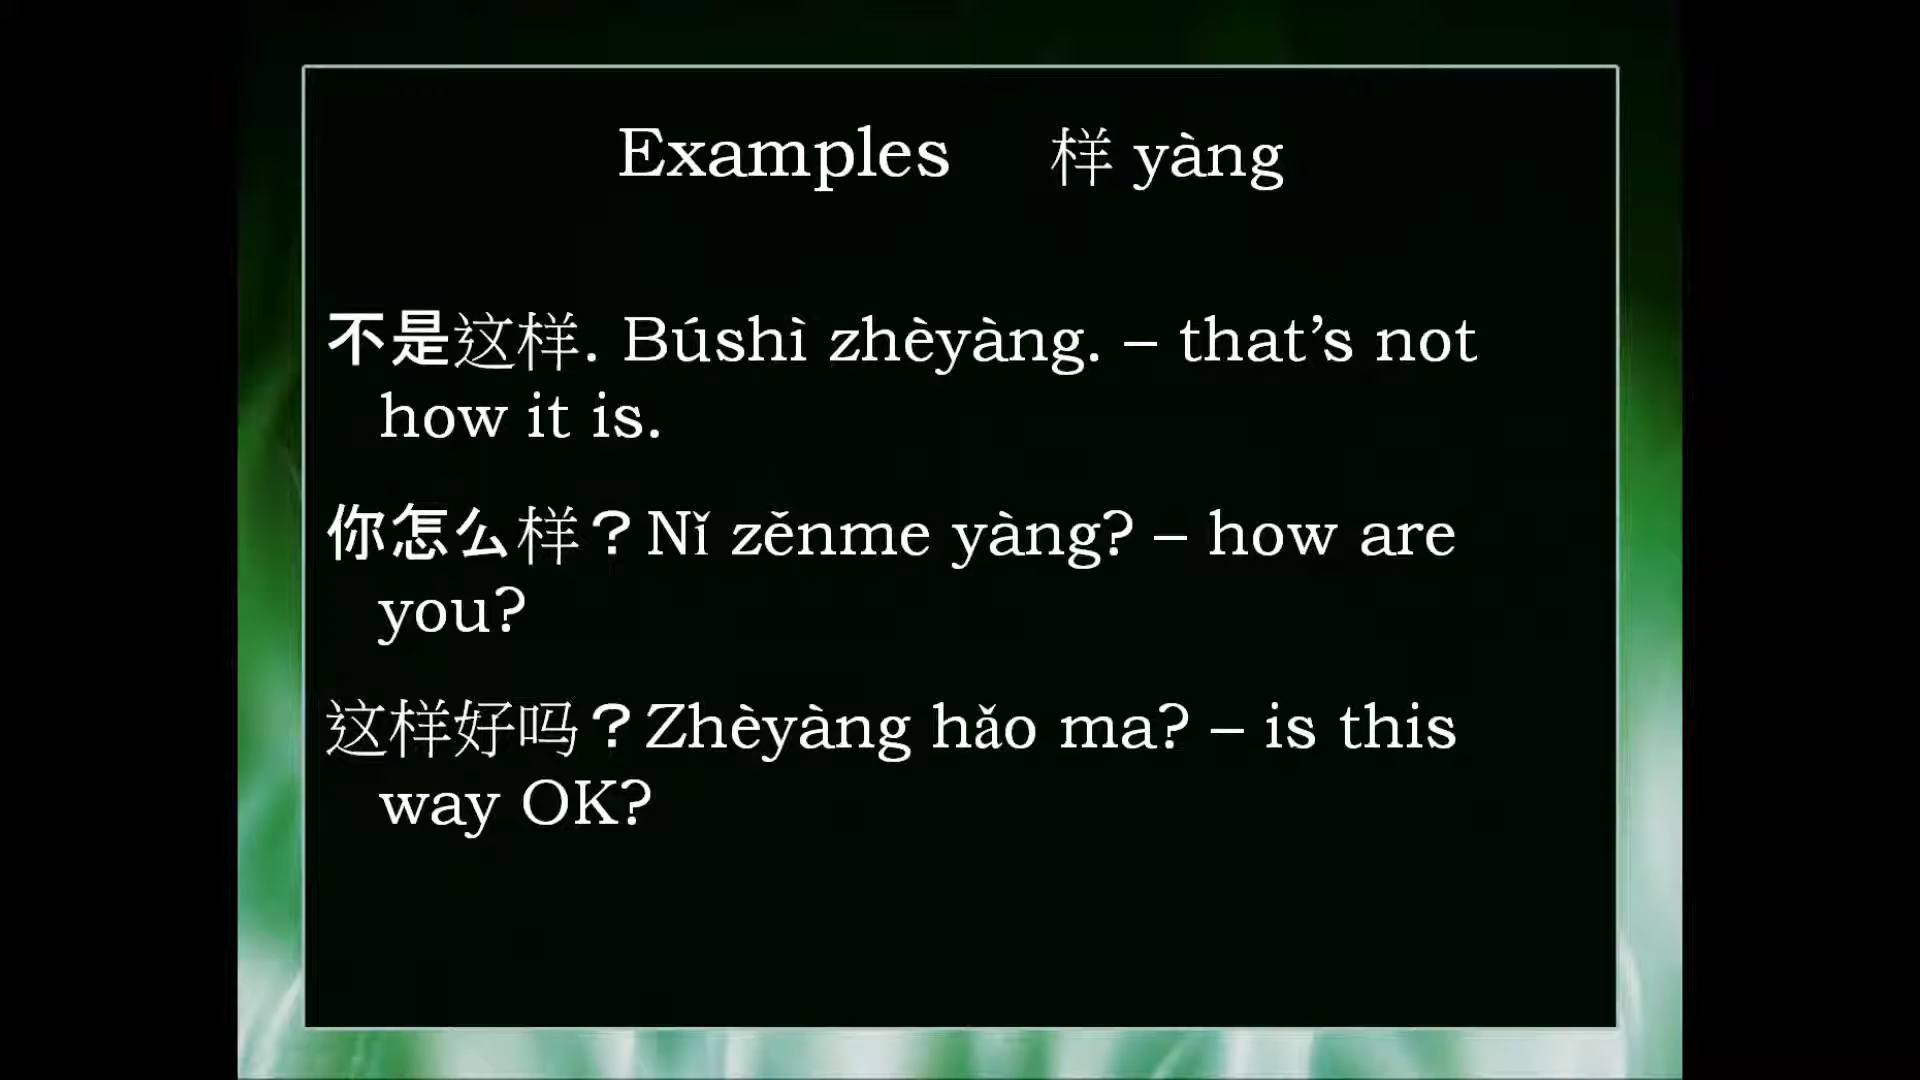 Examples 样 yàng
不是这样. Búshì zhèyàng. – that’s not
how it is.
你怎么样？Nǐ zěnme yàng? – how are
you?
这样好吗？Zhèyàng hǎo ma? – is this
way OK?